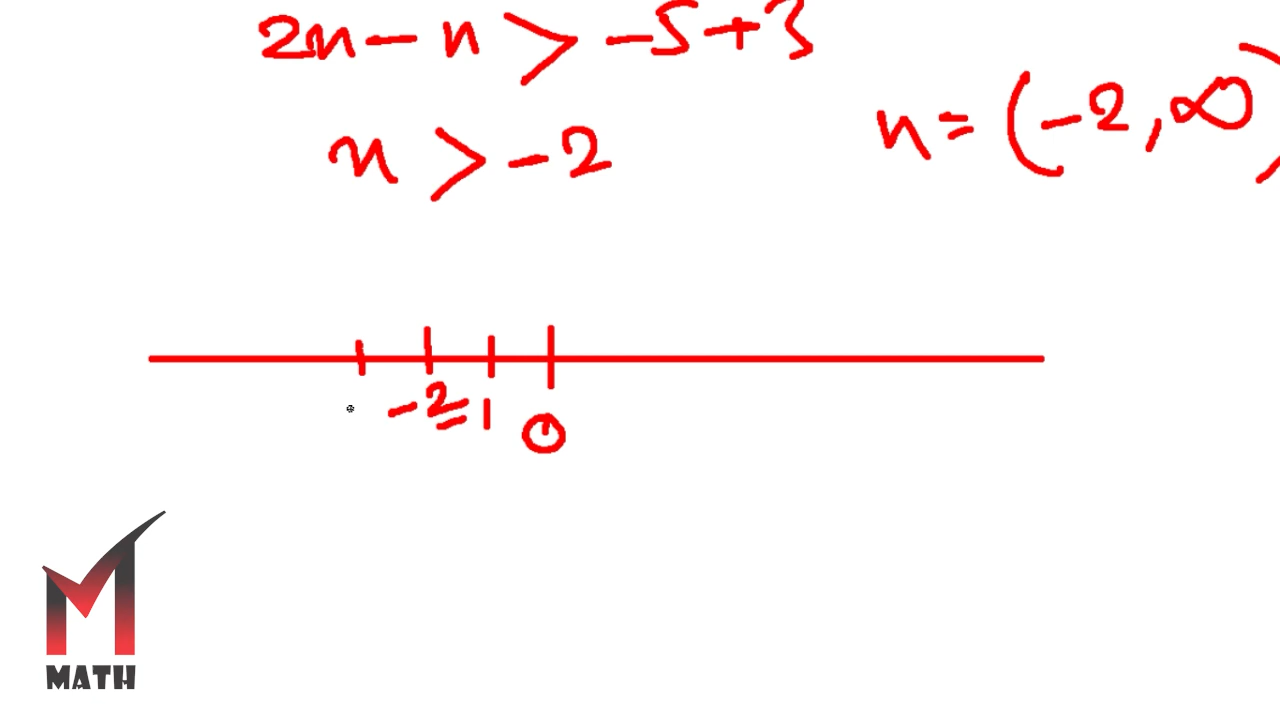 2n - n > -5 + 3
n > -2
n = (-2, ∞)
-2 -1 0
MATH